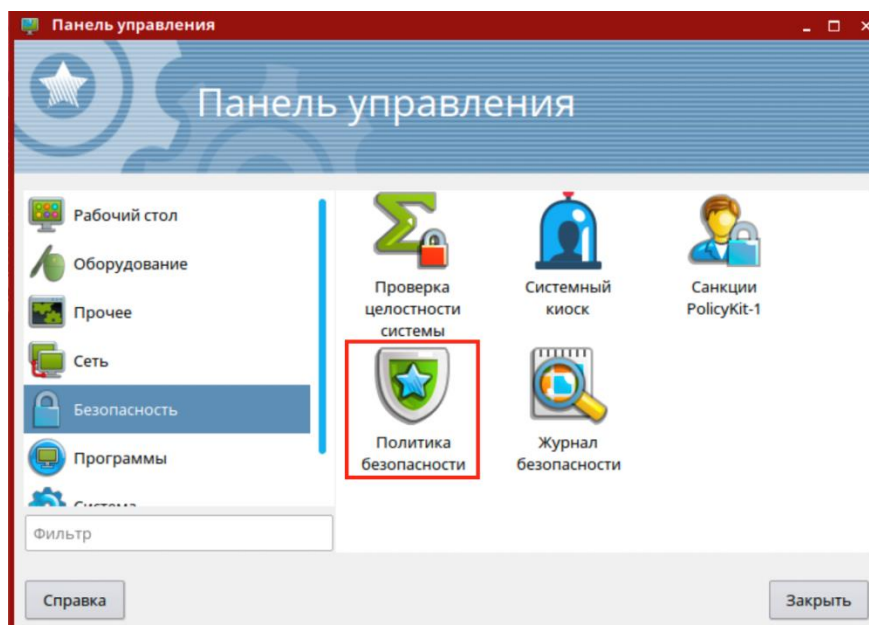 Панель управления
Панель управления
Рабочий стол
Оборудование
Прочее
Сеть
Безопасность
Программы
Система
Фильтр
Проверка
целостности
системы
Системный
киоск
Санкции
PolicyKit-1
Политика
безопасности
Журнал
безопасности
Справка
Закрыть